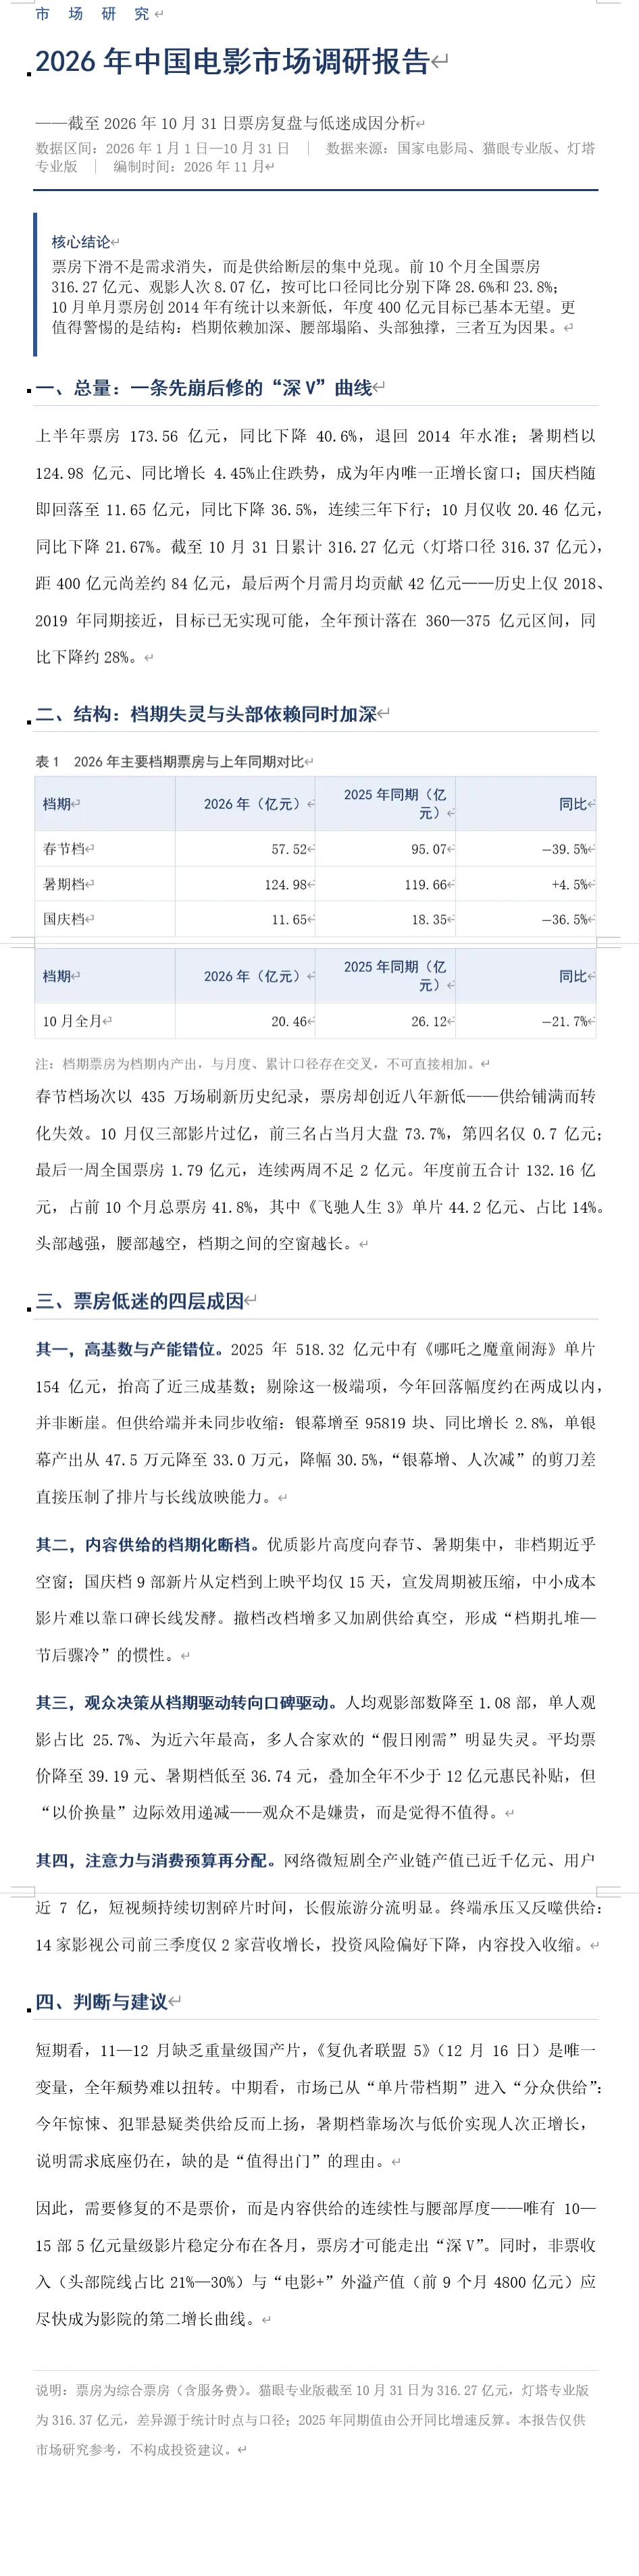 市 场 研 究
2026 年中国电影市场调研报告
——截至 2026 年 10 月 31 日票房复盘与低迷成因分析
数据区间：2026 年 1 月 1 日—10 月 31 日 ｜ 数据来源：国家电影局、猫眼专业版、灯塔
专业版 ｜ 编制时间：2026 年 11 月
核心结论
票房下滑不是需求消失，而是供给断层的集中兑现。前 10 个月全国票房
316.27 亿元、观影人次 8.07 亿，按可比口径同比分别下降 28.6%和 23.8%；
10 月单月票房创 2014 年有统计以来新低，年度 400 亿元目标已基本无望。更
值得警惕的是结构：档期依赖加深、腰部塌陷、头部独撑，三者互为因果。
一、总量：一条先崩后修的“深 V”曲线
上半年票房 173.56 亿元，同比下降 40.6%，退回 2014 年水准；暑期档以
124.98 亿元、同比增长 4.45%止住跌势，成为年内唯一正增长窗口；国庆档随
即回落至 11.65 亿元，同比下降 36.5%，连续三年下行；10 月仅收 20.46 亿元，
同比下降 21.67%。截至 10 月 31 日累计 316.27 亿元（灯塔口径 316.37 亿元），
距 400 亿元尚差约 84 亿元，最后两个月需月均贡献 42 亿元——历史上仅 2018、
2019 年同期接近，目标已无实现可能，全年预计落在 360—375 亿元区间，同
比下降约 28%。
二、结构：档期失灵与头部依赖同时加深
表 1 2026 年主要档期票房与上年同期对比
档期 2026 年（亿元） 2025 年同期（亿元） 同比
春节档 57.52 95.07 −39.5%
暑期档 124.98 119.66 +4.5%
国庆档 11.65 18.35 −36.5%
档期 2026 年（亿元） 2025 年同期（亿元） 同比
10 月全月 20.46 26.12 −21.7%
注：档期票房为档期内产出，与月度、累计口径存在交叉，不可直接相加。
春节档场次以 435 万场刷新历史纪录，票房却创近八年新低——供给铺满而转
化失效。10 月仅三部影片过亿，前三名占当月大盘 73.7%，第四名仅 0.7 亿元；
最后一周全国票房 1.79 亿元，连续两周不足 2 亿元。年度前五合计 132.16 亿
元，占前 10 个月总票房 41.8%，其中《飞驰人生 3》单片 44.2 亿元、占比 14%。
头部越强，腰部越空，档期之间的空窗越长。
三、票房低迷的四层成因
其一，高基数与产能错位。2025 年 518.32 亿元中有《哪吒之魔童闹海》单片
154 亿元，抬高了近三成基数；剔除这一极端项，今年回落幅度约在两成以内，
并非断崖。但供给端并未同步收缩：银幕增至 95819 块、同比增长 2.8%，单银
幕产出从 47.5 万元降至 33.0 万元，降幅 30.5%，“银幕增、人次减”的剪刀差
直接压制了排片与长线放映能力。
其二，内容供给的档期化断档。优质影片高度向春节、暑期集中，非档期近乎
空窗；国庆档 9 部新片从定档到上映平均仅 15 天，宣发周期被压缩，中小成本
影片难以靠口碑长线发酵。撤档改档增多又加剧供给真空，形成“档期扎堆—
节后骤冷”的惯性。
其三，观众决策从档期驱动转向口碑驱动。人均观影部数降至 1.08 部，单人观
影占比 25.7%、为近六年最高，多人合家欢的“假日刚需”明显失灵。平均票
价降至 39.19 元、暑期档低至 36.74 元，叠加全年不少于 12 亿元惠民补贴，但
“以价换量”边际效用递减——观众不是嫌贵，而是觉得不值得。
其四，注意力与消费预算再分配。网络微短剧全产业链产值已近千亿元、用户
近 7 亿，短视频持续切割碎片时间，长假旅游分流明显。终端承压又反噬供给：
14 家影视公司前三季度仅 2 家营收增长，投资风险偏好下降，内容投入收缩。
四、判断与建议
短期看，11—12 月缺乏重量级国产片，《复仇者联盟 5》（12 月 16 日）是唯一
变量，全年颓势难以扭转。中期看，市场已从“单片带档期”进入“分众供给”：
今年惊悚、犯罪悬疑类供给反而上扬，暑期档靠场次与低价实现人次正增长，
说明需求底座仍在，缺的是“值得出门”的理由。
因此，需要修复的不是票价，而是内容供给的连续性与腰部厚度——唯有 10—
15 部 5 亿元量级影片稳定分布在各月，票房才可能走出“深 V”。同时，非票收
入（头部院线占比 21%—30%）与“电影+”外溢产值（前 9 个月 4800 亿元）应
尽快成为影院的第二增长曲线。
说明：票房为综合票房（含服务费）。猫眼专业版截至 10 月 31 日为 316.27 亿元，灯塔专业版
为 316.37 亿元，差异源于统计时点与口径；2025 年同期值由公开同比增速反算。本报告仅供
市场研究参考，不构成投资建议。